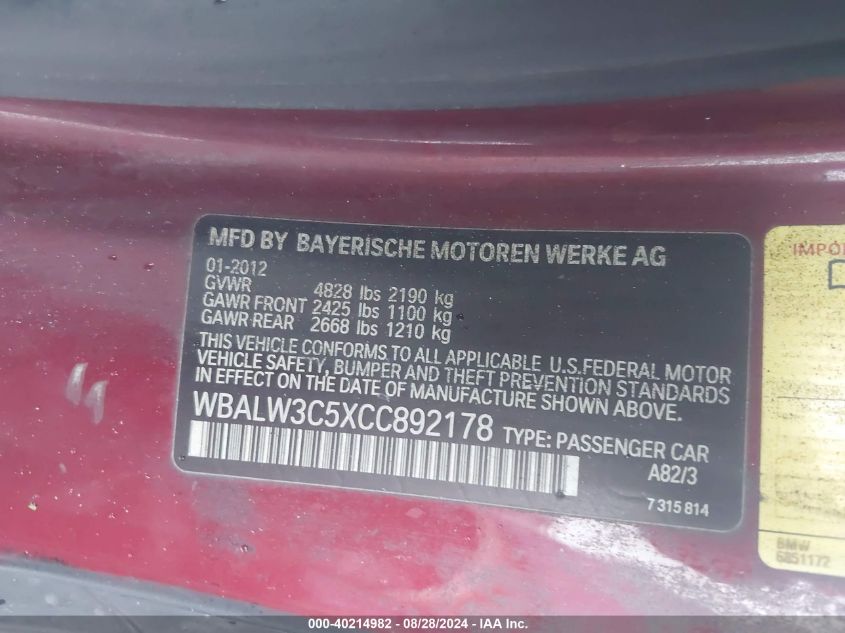 MFD BY BAYERISCHE MOTOREN WERKE AG
01-2012
GVWR 4828 lbs 2190 kg
GAWR FRONT 2425 lbs 1100 kg
GAWR REAR 2668 lbs 1210 kg
THIS VEHICLE CONFORMS TO ALL APPLICABLE U.S.FEDERAL MOTOR
VEHICLE SAFETY, BUMPER AND THEFT PREVENTION STANDARDS
IN EFFECT ON THE DATE OF MANUFACTURE SHOWN ABOVE.
WBALW3C5XCC892178 TYPE: PASSENGER CAR
A82/3
7 315 814
IMPOR
BMW
6851172
000-40214982 - 08/28/2024 - IAA Inc.